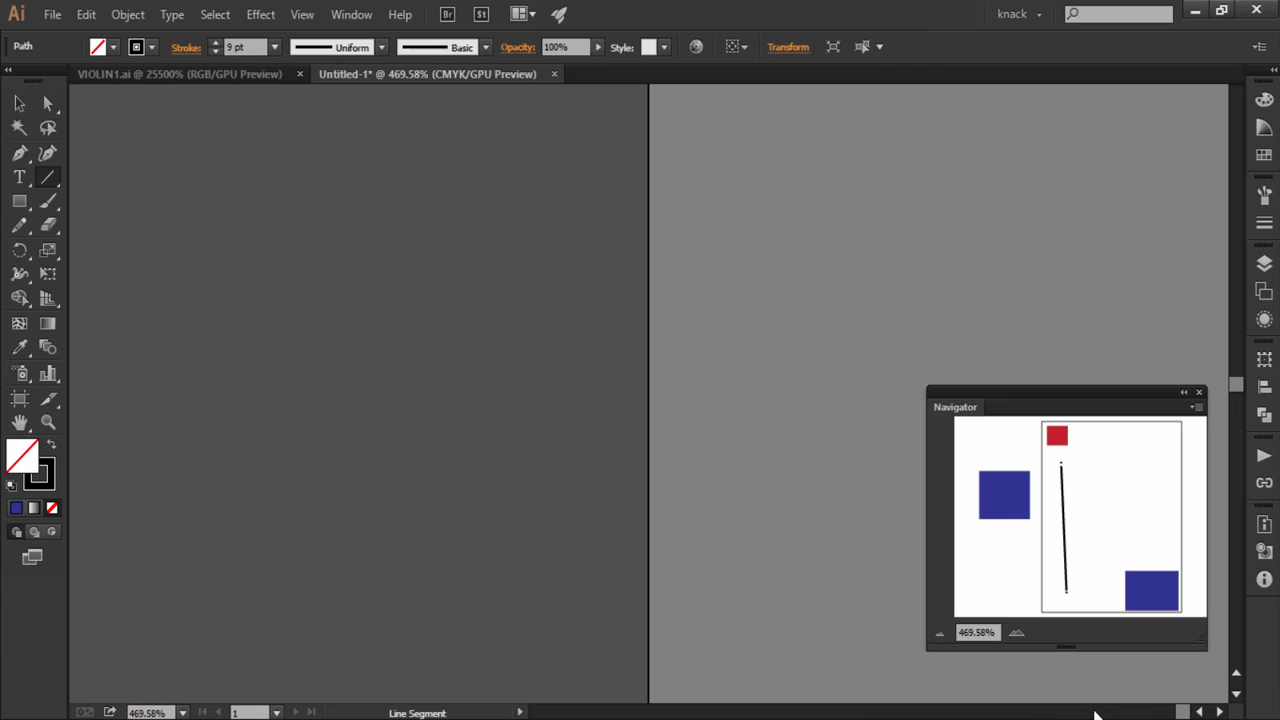 Ai File Edit Object Type Select Effect View Window Help Br St knack
Path Stroke: 9 pt Uniform Basic Opacity: 100% Style: Transform
VIOLIN1.ai @ 25500% (RGB/GPU Preview) × Untitled-1* @ 469.58% (CMYK/GPU Preview) ×
Navigator
469.58%
469.58% 1 Line Segment